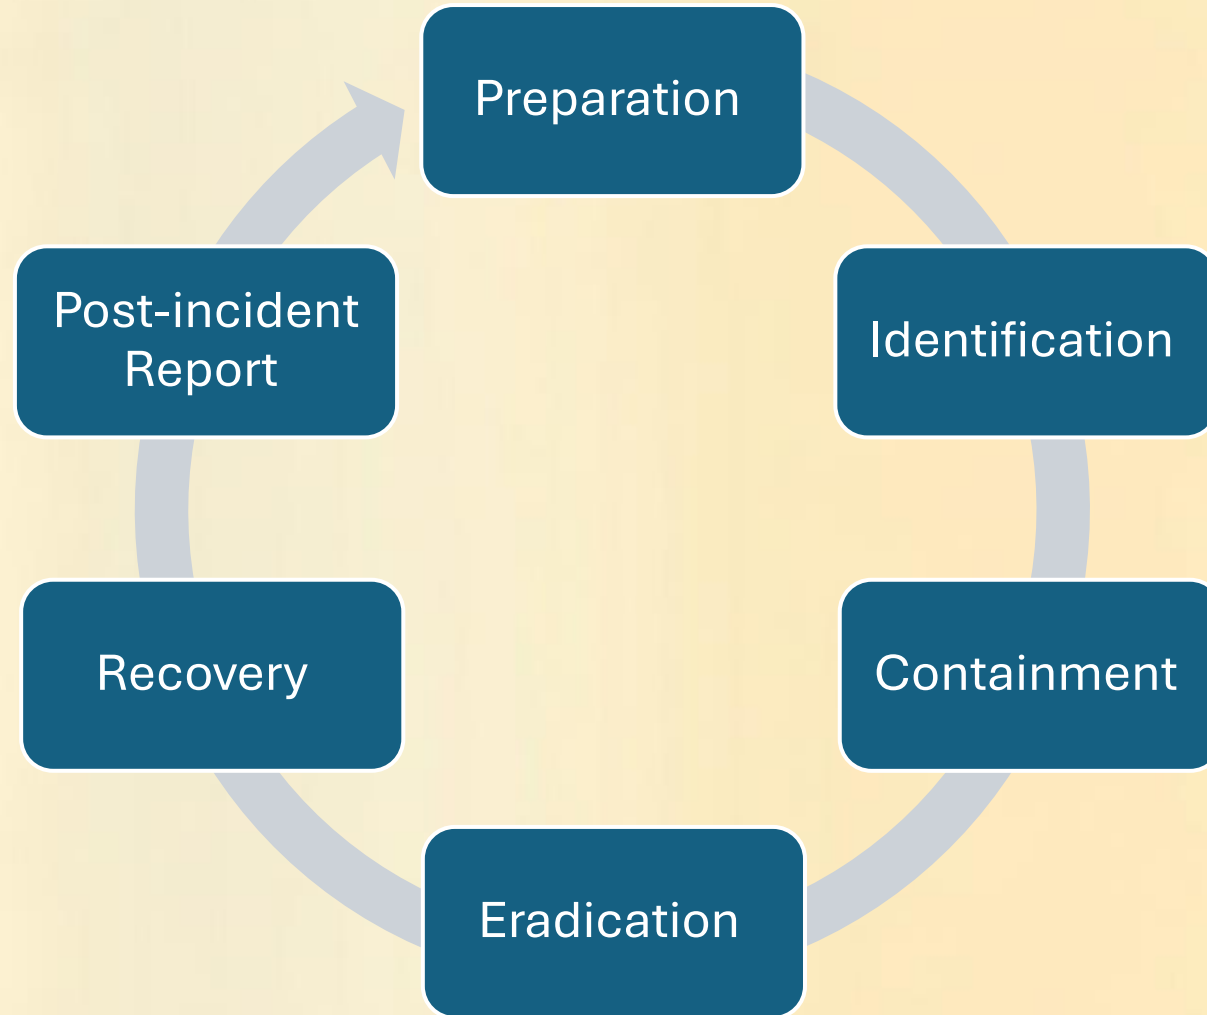 Preparation
Identification
Containment
Eradication
Recovery
Post-incident
Report